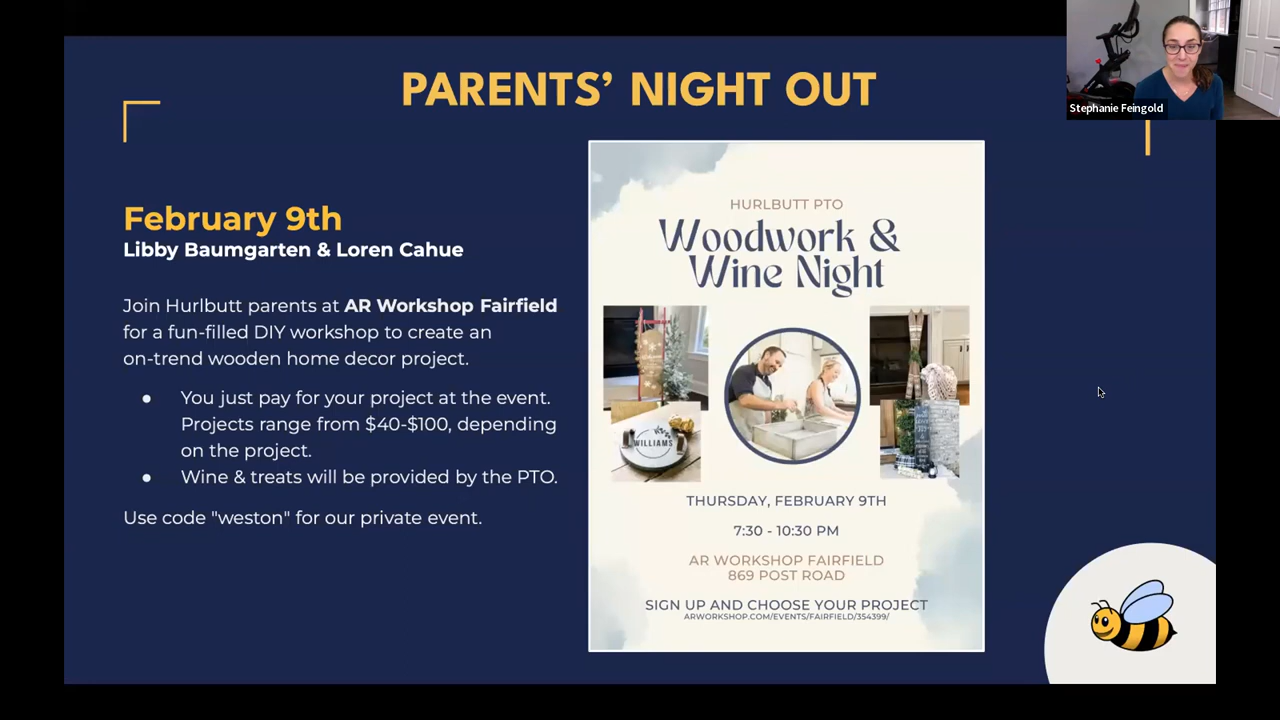 PARENTS’ NIGHT OUT
Stephanie Feingold
February 9th
Libby Baumgarten & Loren Cahue
Join Hurlbutt parents at AR Workshop Fairfield
for a fun-filled DIY workshop to create an
on-trend wooden home decor project.
● You just pay for your project at the event.
Projects range from $40-$100, depending
on the project.
● Wine & treats will be provided by the PTO.
Use code "weston" for our private event.
HURLBUTT PTO
Woodwork &
Wine Night
WILLIAMS
THURSDAY, FEBRUARY 9TH
7:30 - 10:30 PM
AR WORKSHOP FAIRFIELD
869 POST ROAD
SIGN UP AND CHOOSE YOUR PROJECT
ARWORKSHOP.COM/EVENTS/FAIRFIELD/354399/